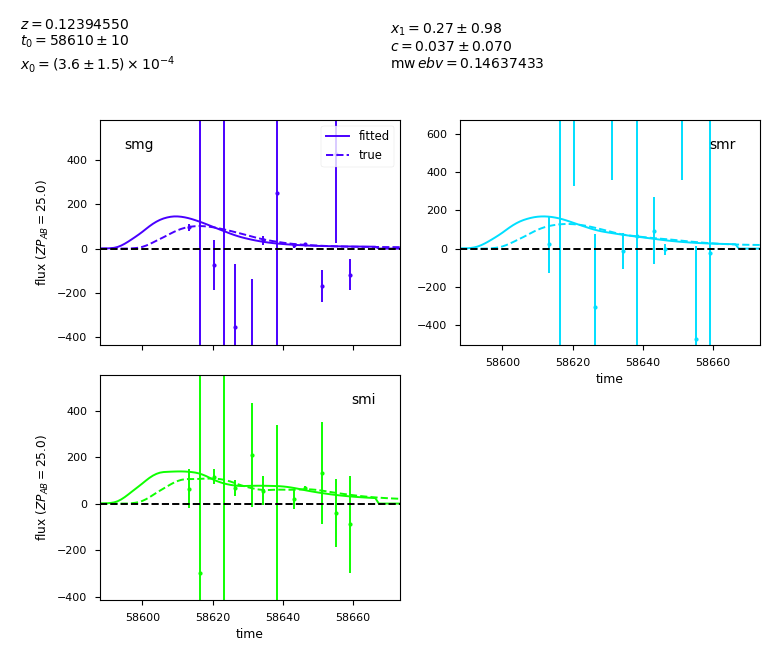 z = 0.12394550
t₀ = 58610 ± 10
x₀ = (3.6 ± 1.5) × 10⁻⁴
x₁ = 0.27 ± 0.98
c = 0.037 ± 0.070
mw ebv = 0.14637433
smg
fitted
true
400
200
0
−200
−400
flux (ZP_AB = 25.0)
smr
600
400
200
0
−200
−400
58600 58620 58640 58660
time
smi
400
200
0
−200
−400
flux (ZP_AB = 25.0)
58600 58620 58640 58660
time